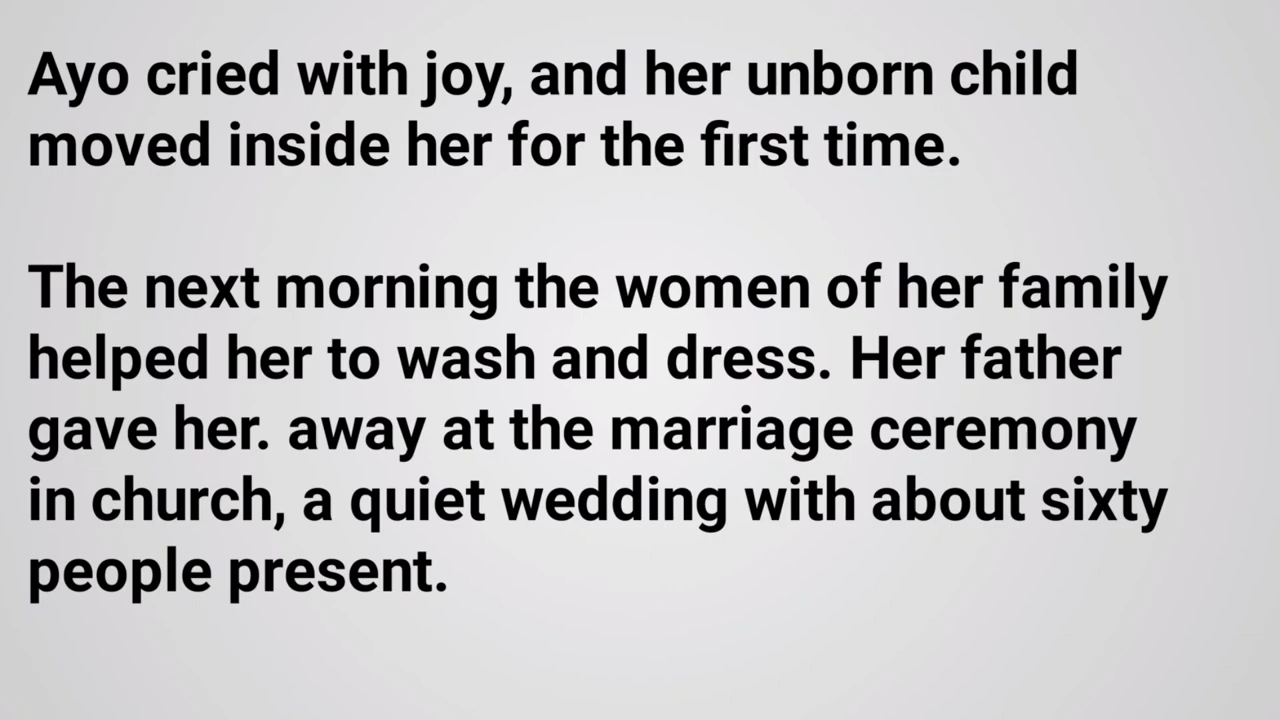 Ayo cried with joy, and her unborn child
moved inside her for the first time.
The next morning the women of her family
helped her to wash and dress. Her father
gave her. away at the marriage ceremony
in church, a quiet wedding with about sixty
people present.